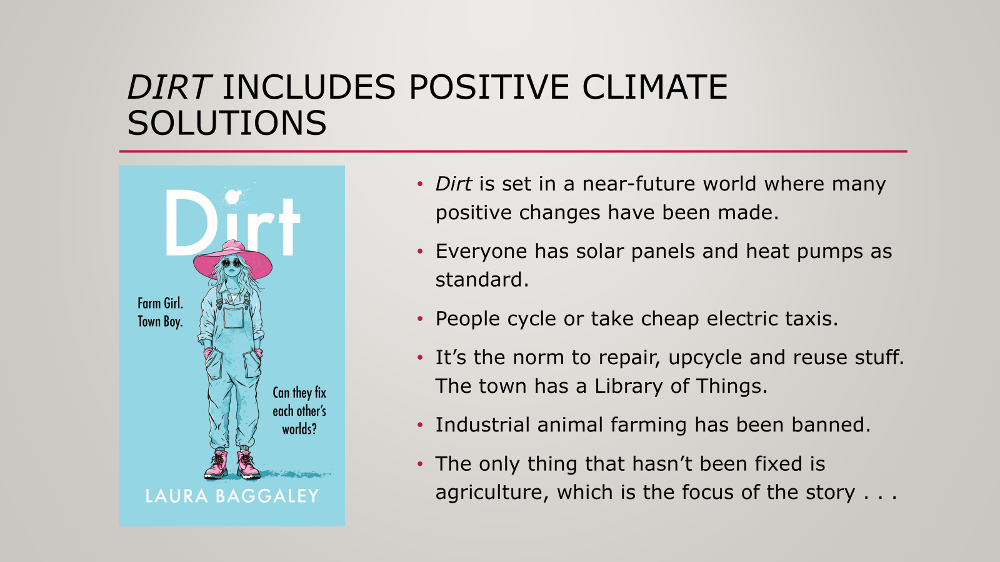 DIRT INCLUDES POSITIVE CLIMATE
SOLUTIONS
Dirt
Farm Girl.
Town Boy.
Can they fix
each other’s
worlds?
LAURA BAGGALEY
• Dirt is set in a near-future world where many
positive changes have been made.
• Everyone has solar panels and heat pumps as
standard.
• People cycle or take cheap electric taxis.
• It’s the norm to repair, upcycle and reuse stuff.
The town has a Library of Things.
• Industrial animal farming has been banned.
• The only thing that hasn’t been fixed is
agriculture, which is the focus of the story . . .